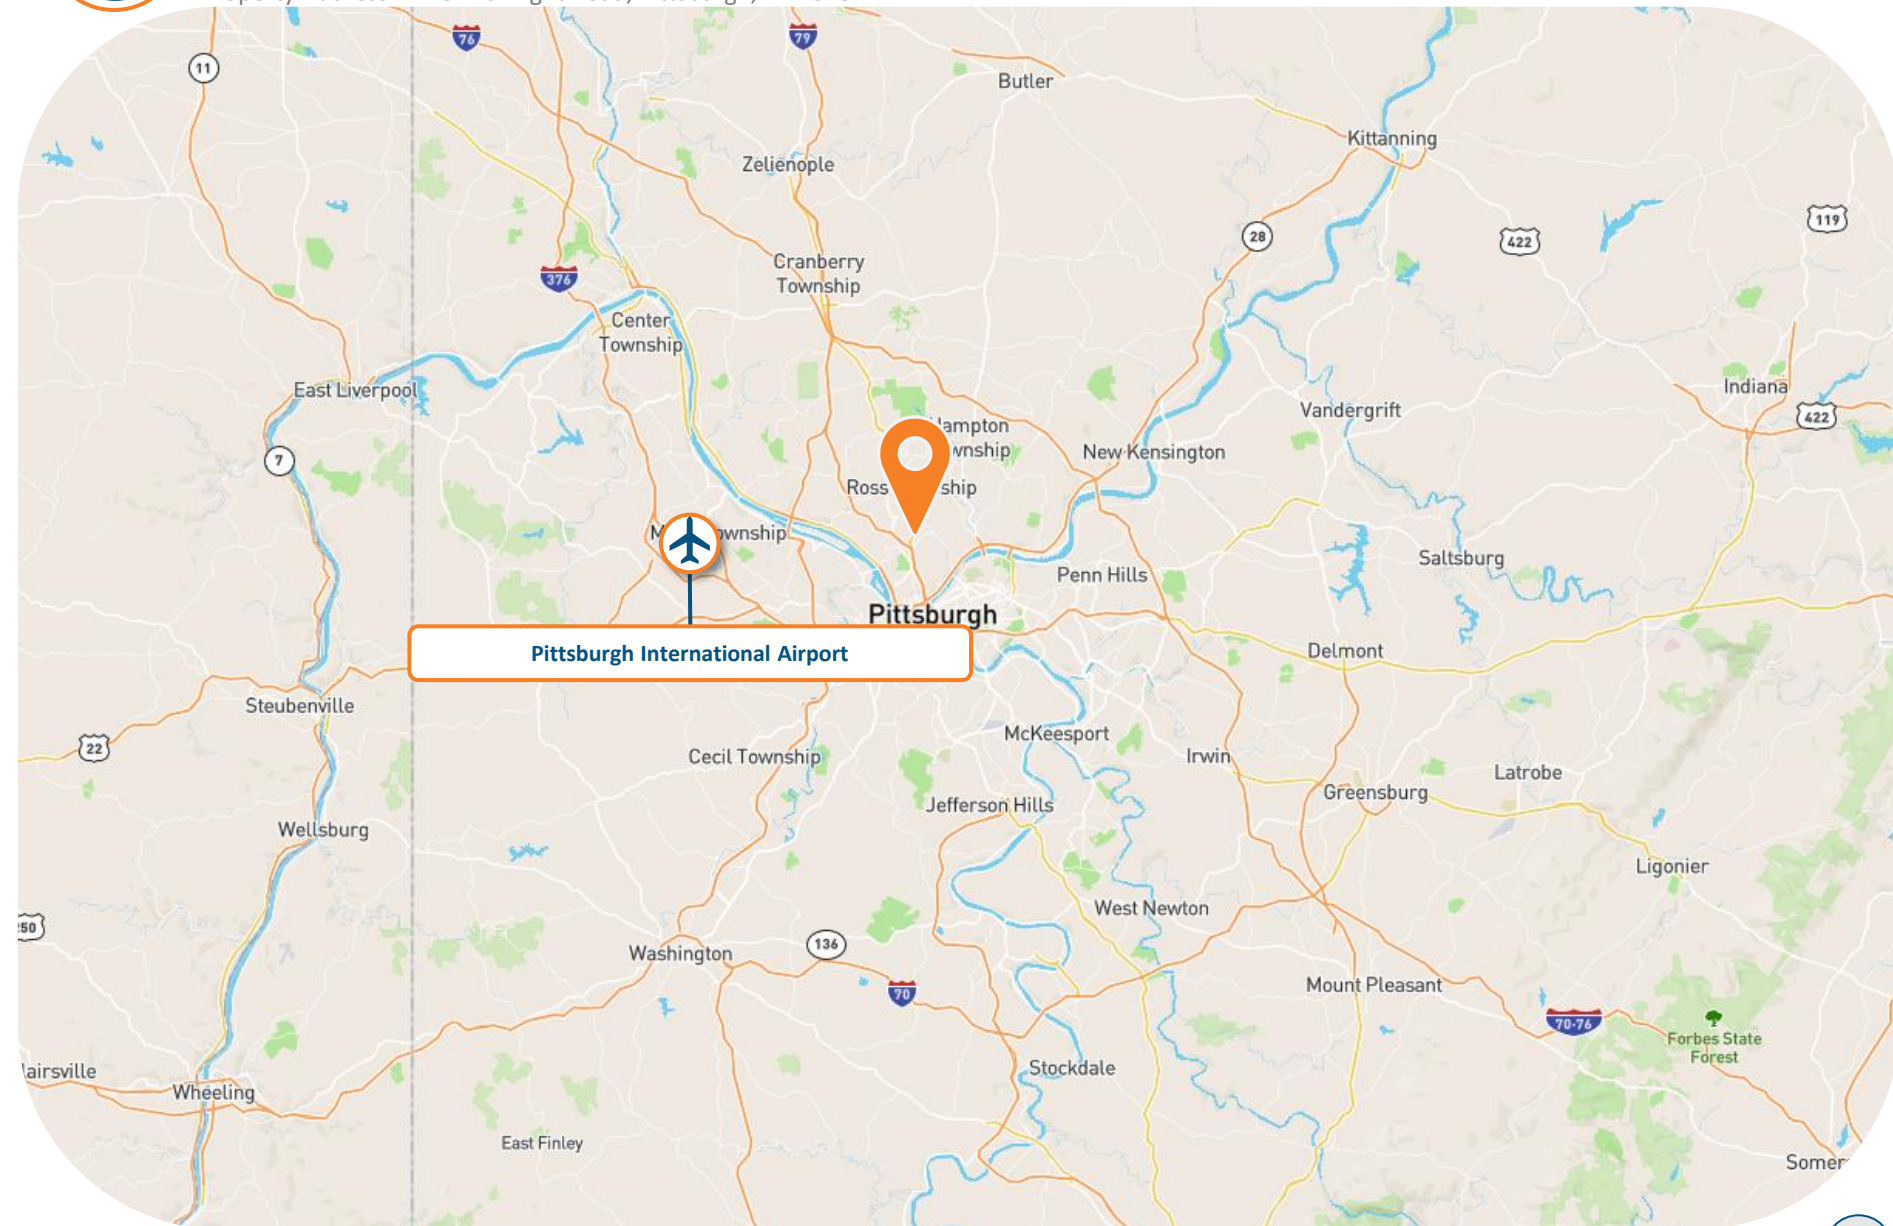 76
79
11
Butler
Kittanning
Zelienople
119
28
422
Cranberry
Township
376
Center
Township
East Liverpool
Indiana
Vandergrift
422
New Kensington
7
Ross
Saltsburg
Penn Hills
Pittsburgh
Pittsburgh International Airport
Delmont
Steubenville
McKeesport
22
Cecil Township
Irwin
Latrobe
Greensburg
Jefferson Hills
Wellsburg
Ligonier
West Newton
136
Washington
Mount Pleasant
70
70-76
Forbes State
Forest
Stockdale
Wheeling
East Finley